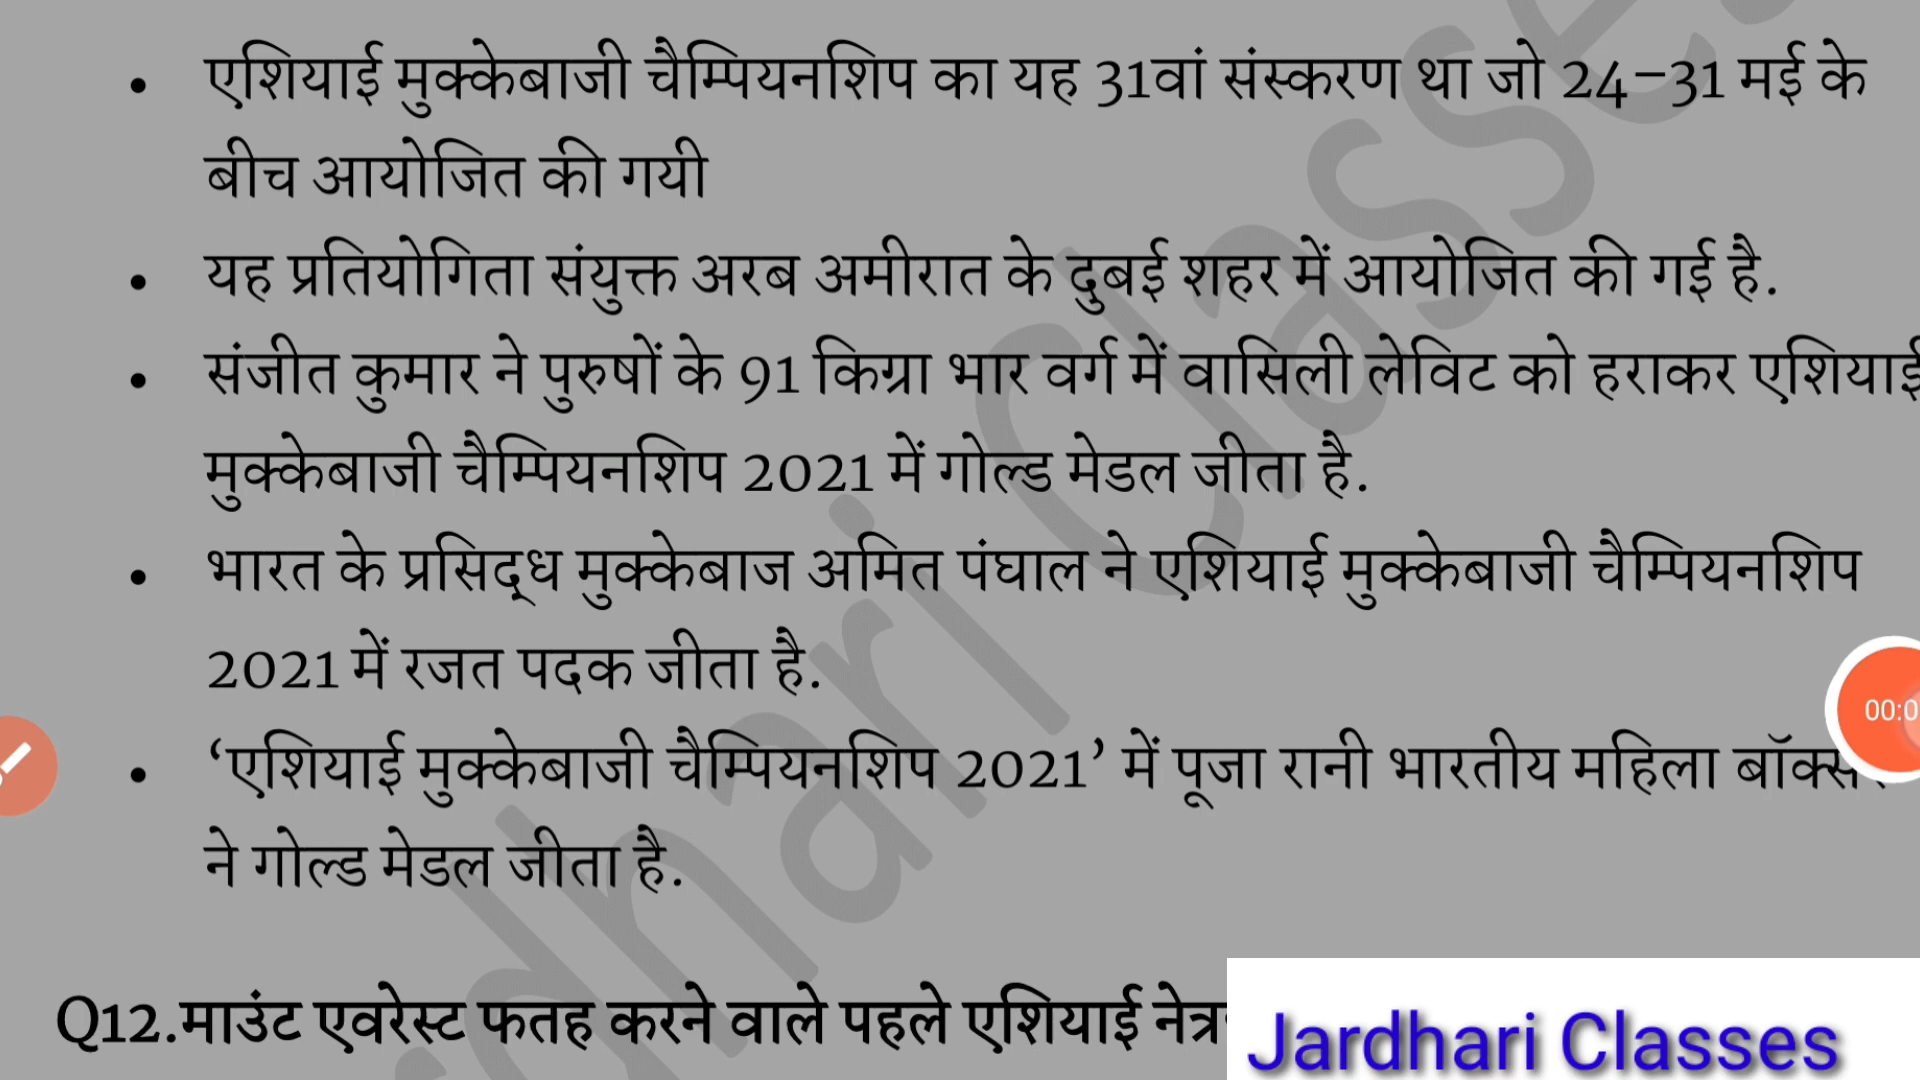 • एशियाई मुक्केबाजी चैम्पियनशिप का यह 31वां संस्करण था जो 24–31 मई के
बीच आयोजित की गयी
• यह प्रतियोगिता संयुक्त अरब अमीरात के दुबई शहर में आयोजित की गई है.
• संजीत कुमार ने पुरुषों के 91 किग्रा भार वर्ग में वासिली लेविट को हराकर एशियाई
मुक्केबाजी चैम्पियनशिप 2021 में गोल्ड मेडल जीता है.
• भारत के प्रसिद्ध मुक्केबाज अमित पंघाल ने एशियाई मुक्केबाजी चैम्पियनशिप
2021 में रजत पदक जीता है.
• ‘एशियाई मुक्केबाजी चैम्पियनशिप 2021’ में पूजा रानी भारतीय महिला बॉक्सर
ने गोल्ड मेडल जीता है.
00:0
Q12.माउंट एवरेस्ट फतह करने वाले पहले एशियाई
Jardhari Classes